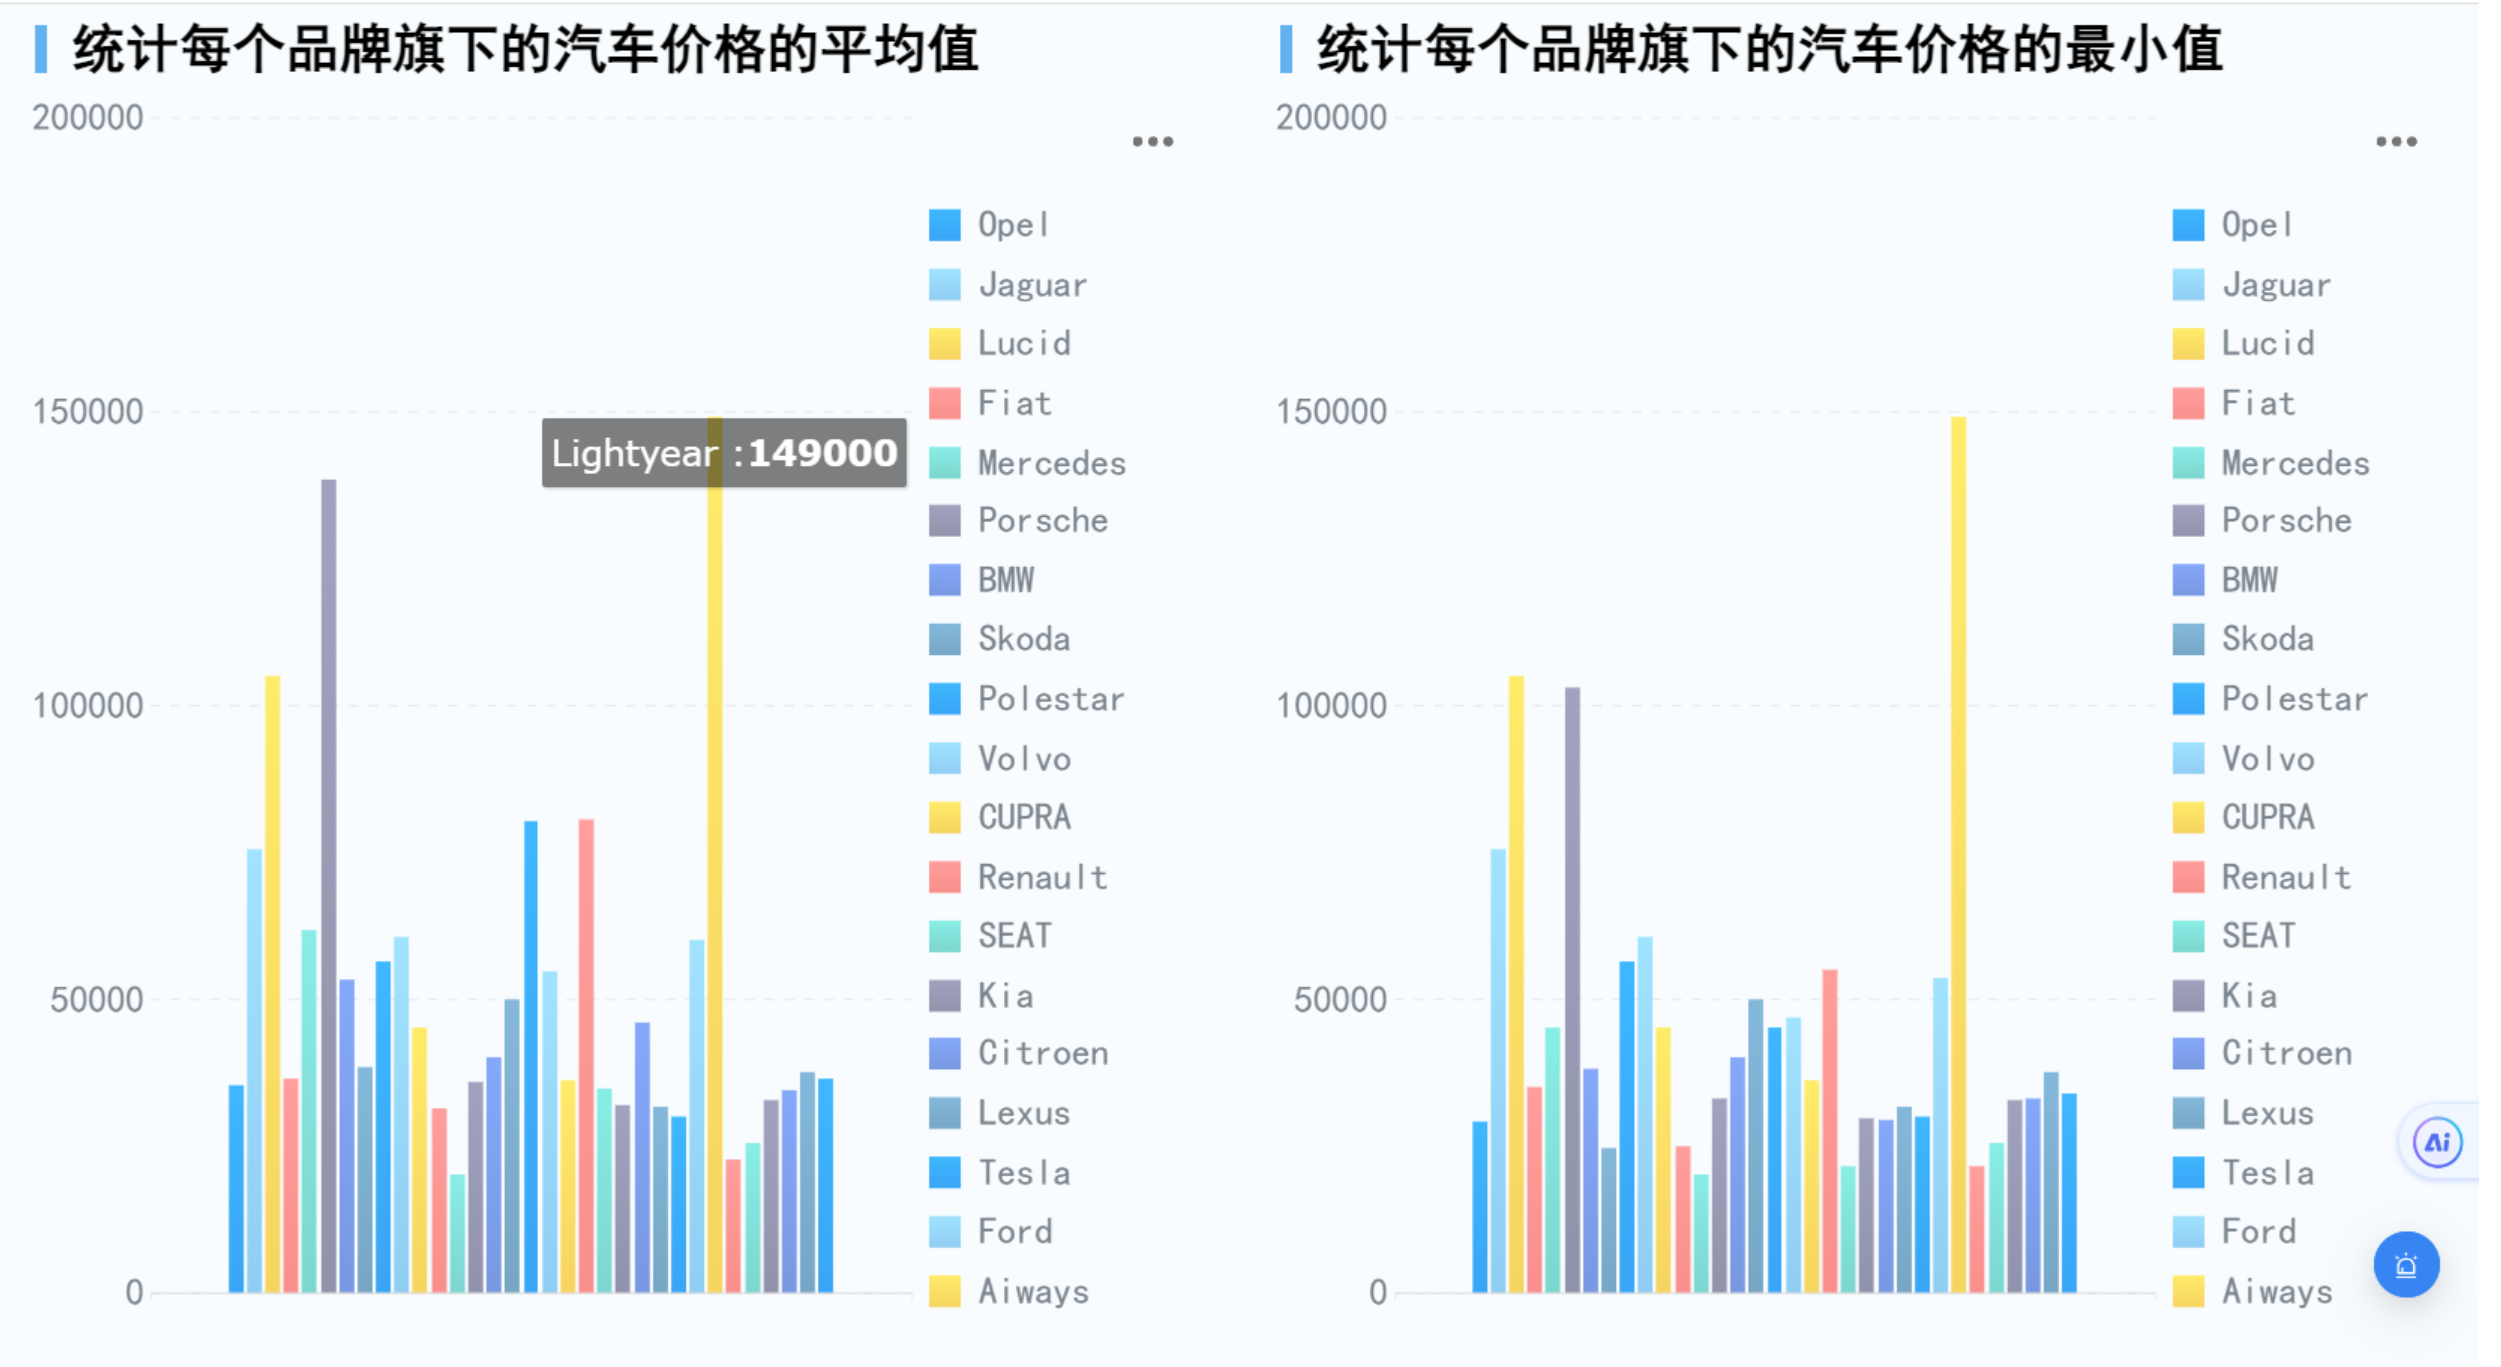 统计每个品牌旗下的汽车价格的平均值
200000
150000
100000
50000
0
Lightyear :149000
Opel
Jaguar
Lucid
Fiat
Mercedes
Porsche
BMW
Skoda
Polestar
Volvo
CUPRA
Renault
SEAT
Kia
Citroen
Lexus
Tesla
Ford
Aiways
统计每个品牌旗下的汽车价格的最小值
200000
150000
100000
50000
0
Opel
Jaguar
Lucid
Fiat
Mercedes
Porsche
BMW
Skoda
Polestar
Volvo
CUPRA
Renault
SEAT
Kia
Citroen
Lexus
Tesla
Ford
Aiways
Ai